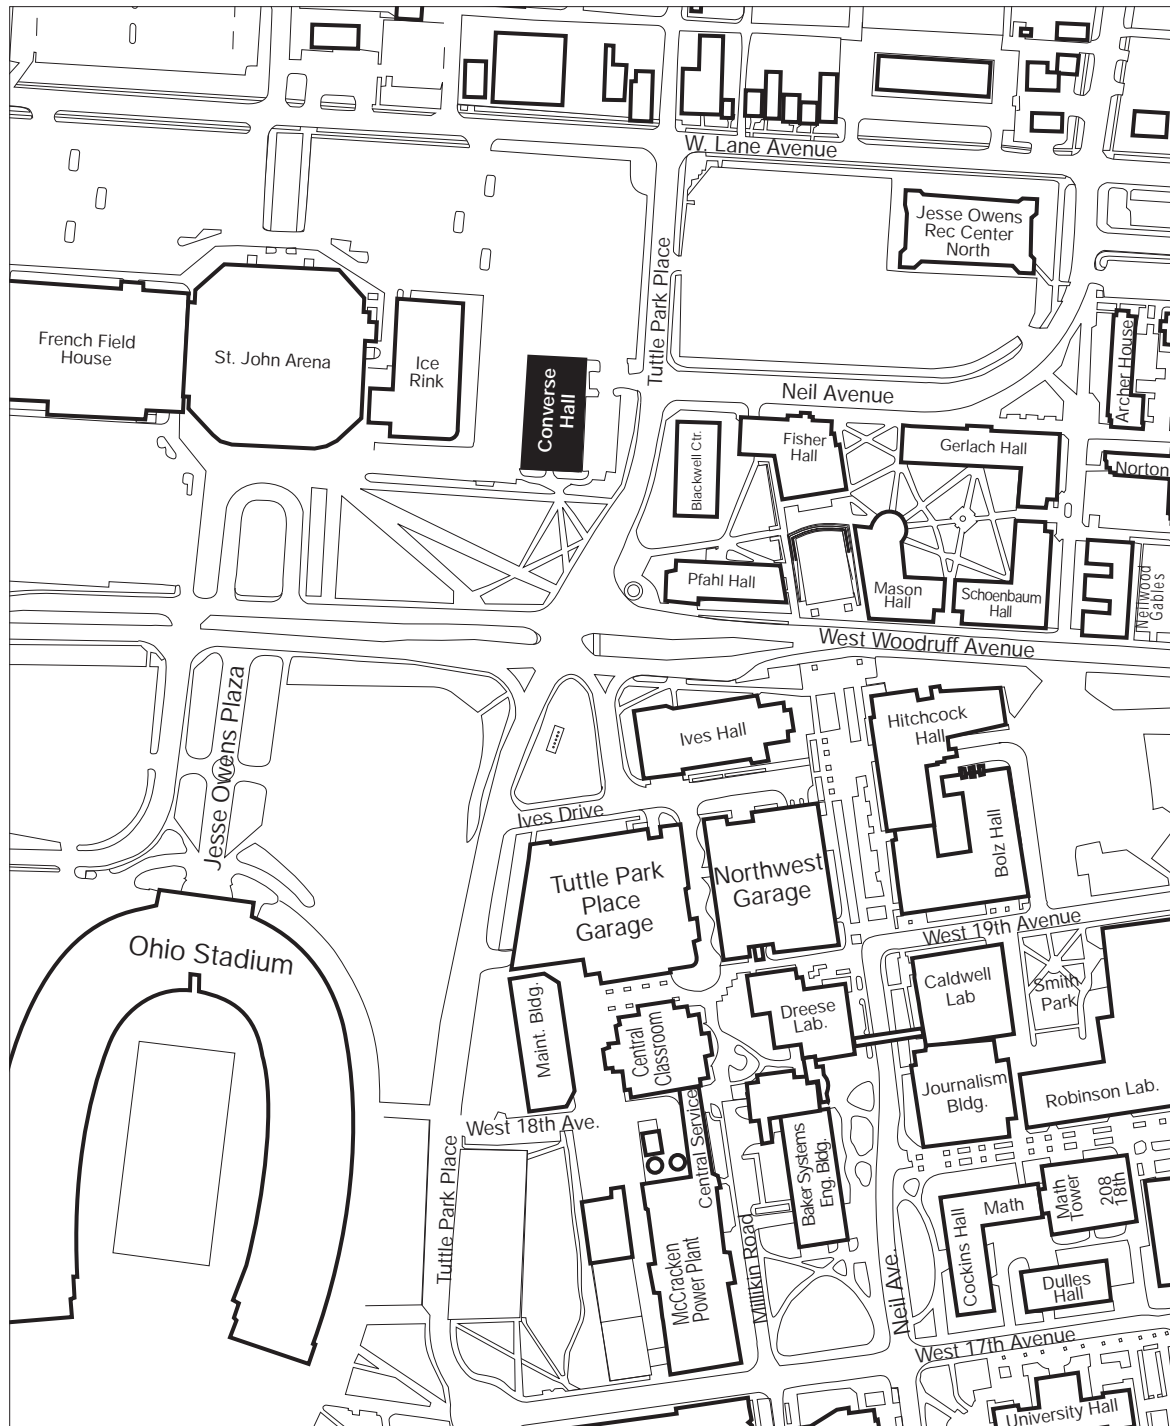 W. Lane Avenue
Jesse Owens
Rec Center
North
Tuttle Park Place
French Field
House
St. John Arena
Ice
Rink
Converse
Hall
Neil Avenue
Archer House
Blackwell Ctr.
Fisher
Hall
Gerlach Hall
Norton
Pfahl Hall
Mason
Hall
Schoenbaum
Hall
Neilwood
Gables
West Woodruff Avenue
Jesse Owens Plaza
Ives Hall
Hitchcock
Hall
Ives Drive
Bolz Hall
Tuttle Park
Place
Garage
Northwest
Garage
West 19th Avenue
Ohio Stadium
Maint. Bldg.
Central
Classroom
Dreese
Lab.
Caldwell
Lab
Smith
Park
Journalism
Bldg.
Robinson Lab.
West 18th Ave.
Central Service
Baker Systems
Eng. Bldg.
Tuttle Park Place
McCracken
Power Plant
Millikin Road
Neil Ave.
Cockins Hall
Math
Math
Tower
208
18th
Dulles
Hall
West 17th Avenue
University Hall